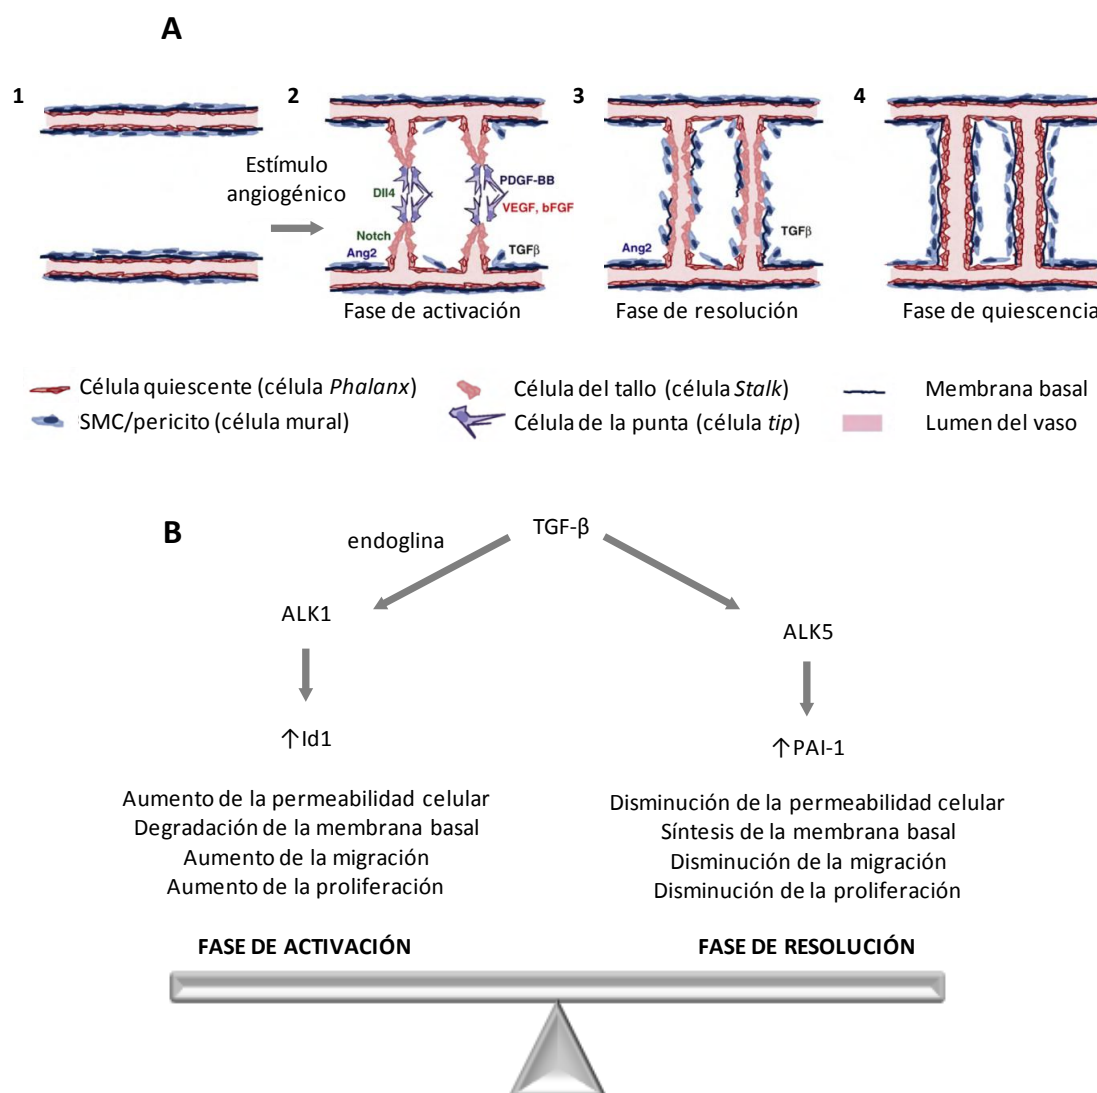 A
1
2
3
4
Estímulo
angiogénico
Dll4
PDGF-BB
VEGF, bFGF
Notch
Ang2
TGFβ
Ang2
TGFβ
Fase de activación
Fase de resolución
Fase de quiescencia
Célula quiescente (célula Phalanx)
Célula del tallo (célula Stalk)
Membrana basal
SMC/pericito (célula mural)
Célula de la punta (célula tip)
Lumen del vaso
B
TGF-β
endoglina
ALK1
ALK5
↑Id1
↑PAI-1
Aumento de la permeabilidad celular
Degradación de la membrana basal
Aumento de la migración
Aumento de la proliferación
Disminución de la permeabilidad celular
Síntesis de la membrana basal
Disminución de la migración
Disminución de la proliferación
FASE DE ACTIVACIÓN
FASE DE RESOLUCIÓN